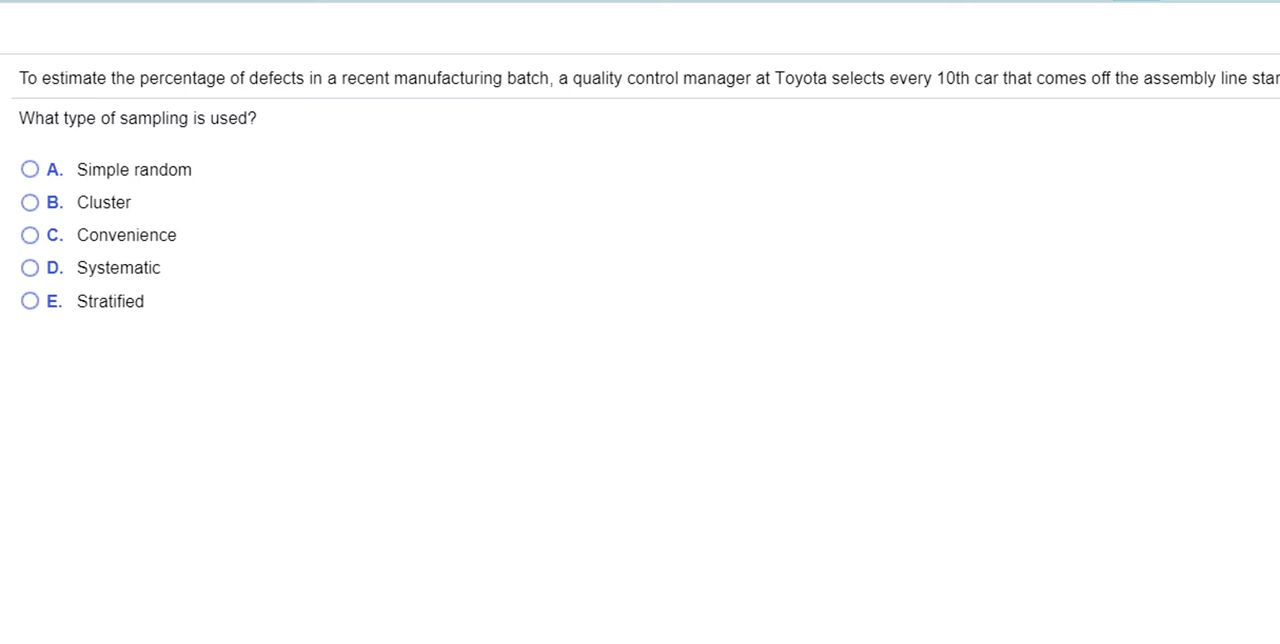 To estimate the percentage of defects in a recent manufacturing batch, a quality control manager at Toyota selects every 10th car that comes off the assembly line
What type of sampling is used?
A. Simple random
B. Cluster
C. Convenience
D. Systematic
E. Stratified